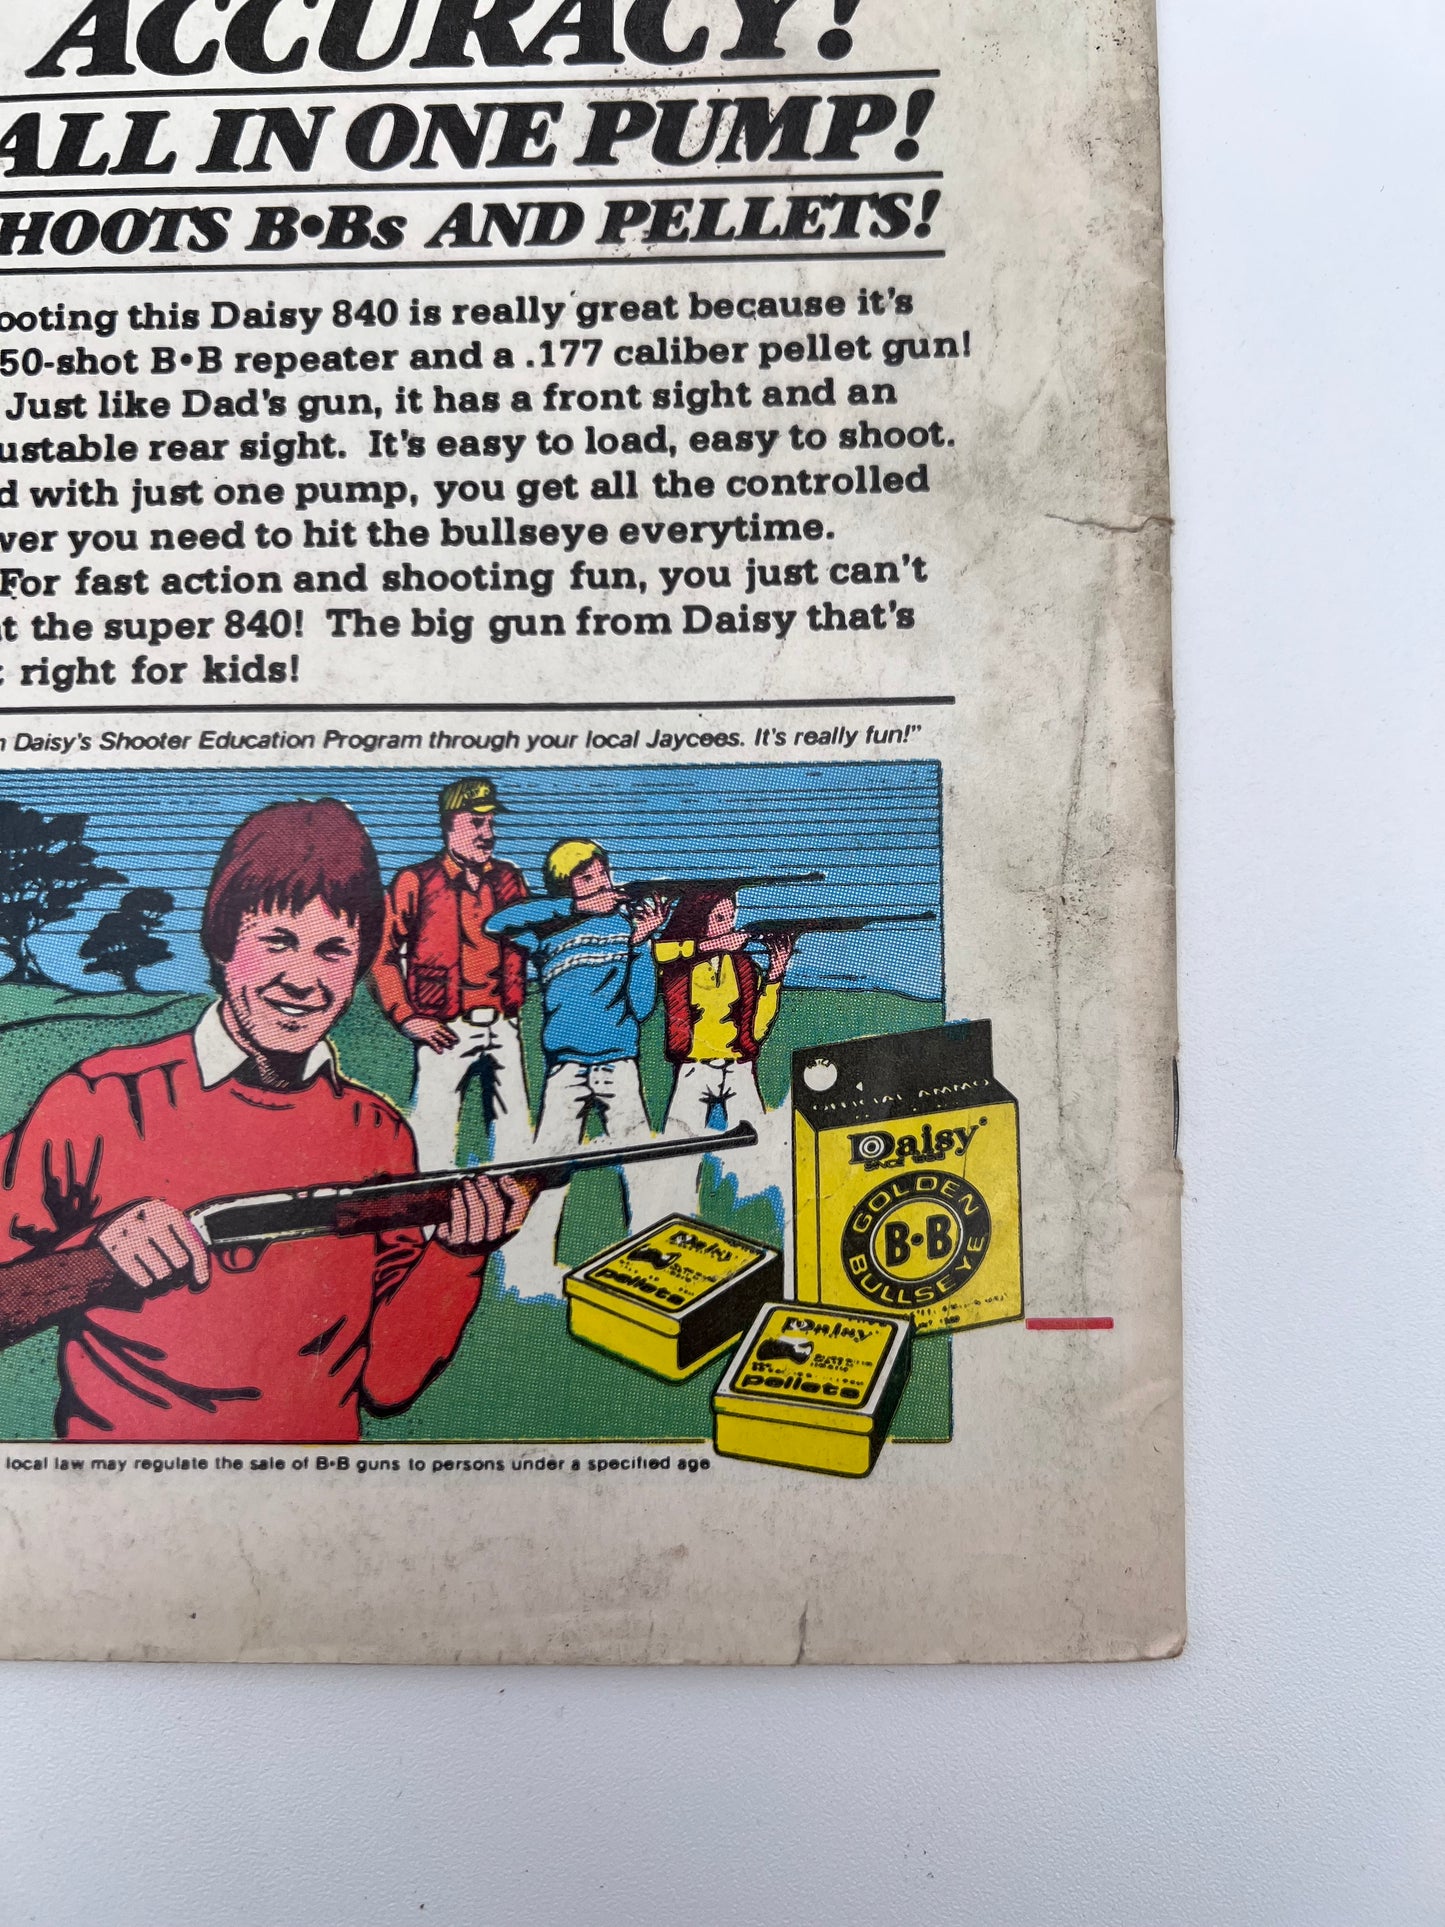 ACCURACY!
ALL IN ONE PUMP!
HOOTS B•Bs AND PELLETS!
ooting this Daisy 840 is really great because it's
50-shot B•B repeater and a .177 caliber pellet gun!
Just like Dad's gun, it has a front sight and an
ustable rear sight. It's easy to load, easy to shoot.
d with just one pump, you get all the controlled
wer you need to hit the bullseye everytime.
For fast action and shooting fun, you just can't
t the super 840! The big gun from Daisy that's
t right for kids!
n Daisy's Shooter Education Program through your local Jaycees. It's really fun!"
OFFICIAL AMMO
Daisy
SINCE
GOLDEN
B•B
BULLSEYE
Daisy
pellets
Daisy
pellets
local law may regulate the sale of B•B guns to persons under a specified age